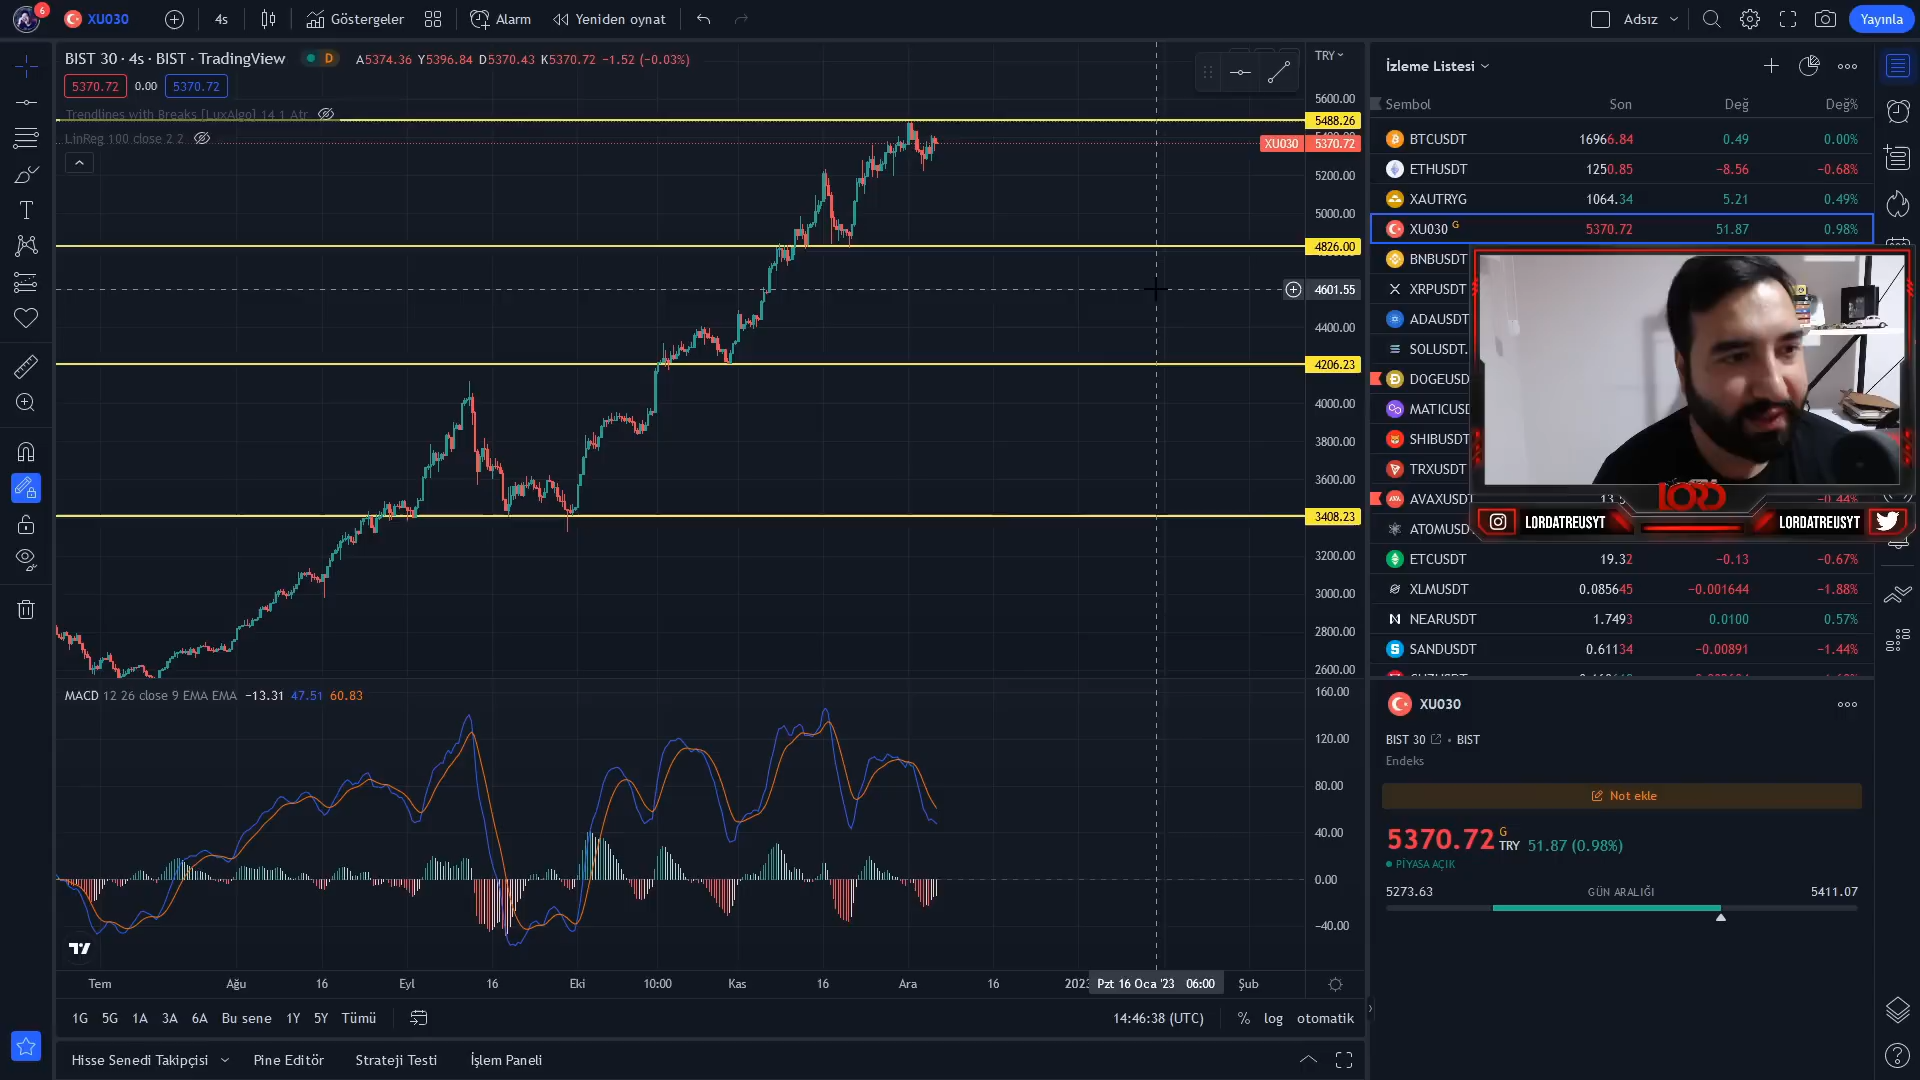 6
XU030
4s
Göstergeler
Alarm
Yeniden oynat
Adsız
Yayınla
BIST 30 · 4s · BIST · TradingView
D
A5374.36 Y5396.84 D5370.43 K5370.72 −1.52 (−0.03%)
5370.72 0.00 5370.72
Trendlines with Breaks [LuxAlgo] 14 1 Atr
LinReg 100 close 2 2
TRY
5600.00
5488.26
XU030 5370.72
5200.00
5000.00
4826.00
4601.55
4400.00
4206.23
4000.00
3800.00
3600.00
3408.23
3200.00
3000.00
2800.00
2600.00
MACD 12 26 close 9 EMA EMA −13.31 47.51 60.83
160.00
120.00
80.00
40.00
0.00
−40.00
Tem Ağu 16 Eyl 16 Eki 10:00 Kas 16 Ara 16 2023 Pzt 16 Oca '23 06:00 Şub
1G 5G 1A 3A 6A Bu sene 1Y 5Y Tümü
14:46:38 (UTC) % log otomatik
Hisse Senedi Takipçisi Pine Editör Strateji Testi İşlem Paneli
İzleme Listesi
Sembol Son Değ Değ%
BTCUSDT 16966.84 0.49 0.00%
ETHUSDT 1250.85 −8.56 −0.68%
XAUTRYG 1064.34 5.21 0.49%
XU030 G 5370.72 51.87 0.98%
BNBUSDT
XRPUSDT
ADAUSDT
SOLUSDT.
DOGEUSD
MATICUSD
SHIBUSDT
TRXUSDT
AVAXUSDT −0.44%
ATOMUSD
LORD
LORDATREUSYT
LORDATREUSYT
ETCUSDT 19.32 −0.13 −0.67%
XLMUSDT 0.085645 −0.001644 −1.88%
NEARUSDT 1.7493 0.0100 0.57%
SANDUSDT 0.61134 −0.00891 −1.44%
XU030
BIST 30 • BIST
Endeks
Not ekle
5370.72 G TRY 51.87 (0.98%)
PİYASA AÇIK
5273.63 GÜN ARALIĞI 5411.07